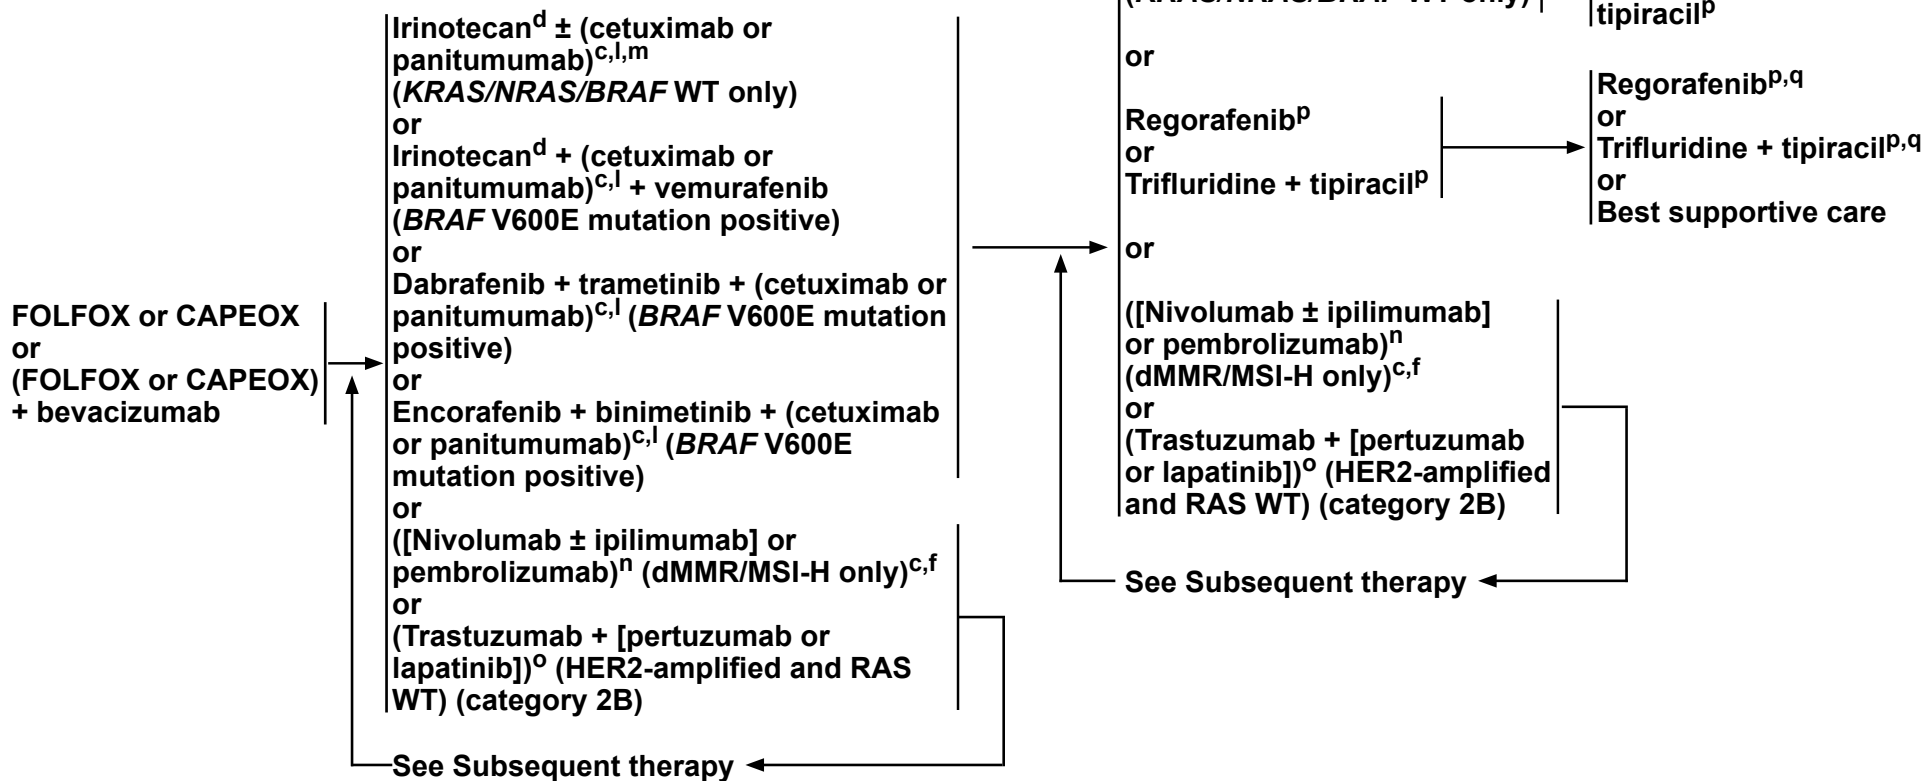 FOLFOX or CAPEOX
or
(FOLFOX or CAPEOX)
+ bevacizumab
Irinotecanᵈ ± (cetuximab or
panitumumab)ᶜ,ˡ,ᵐ
(KRAS/NRAS/BRAF WT only)
or
Irinotecanᵈ + (cetuximab or
panitumumab)ᶜ,ˡ + vemurafenib
(BRAF V600E mutation positive)
or
Dabrafenib + trametinib + (cetuximab or
panitumumab)ᶜ,ˡ (BRAF V600E mutation
positive)
or
Encorafenib + binimetinib + (cetuximab
or panitumumab)ᶜ,ˡ (BRAF V600E
mutation positive)
or
([Nivolumab ± ipilimumab] or
pembrolizumab)ⁿ (dMMR/MSI-H only)ᶜ,ᶠ
or
(Trastuzumab + [pertuzumab or
lapatinib])ᵒ (HER2-amplified and RAS
WT) (category 2B)
See Subsequent therapy
(KRAS/NRAS/BRAF WT only)
or
Regorafenibᵖ
or
Trifluridine + tipiracilᵖ
or
([Nivolumab ± ipilimumab]
or pembrolizumab)ⁿ
(dMMR/MSI-H only)ᶜ,ᶠ
or
(Trastuzumab + [pertuzumab
or lapatinib])ᵒ (HER2-amplified
and RAS WT) (category 2B)
See Subsequent therapy
tipiracilᵖ
Regorafenibᵖ,𐞥
or
Trifluridine + tipiracilᵖ,𐞥
or
Best supportive care